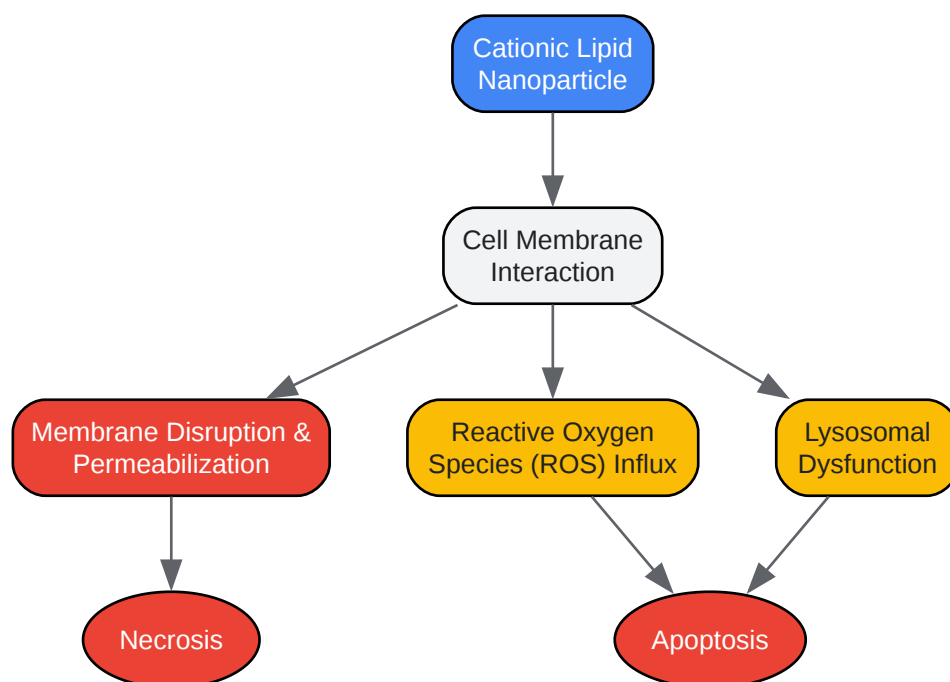 Cationic Lipid
Nanoparticle
Cell Membrane
Interaction
Membrane Disruption &
Permeabilization
Reactive Oxygen
Species (ROS) Influx
Lysosomal
Dysfunction
Necrosis
Apoptosis